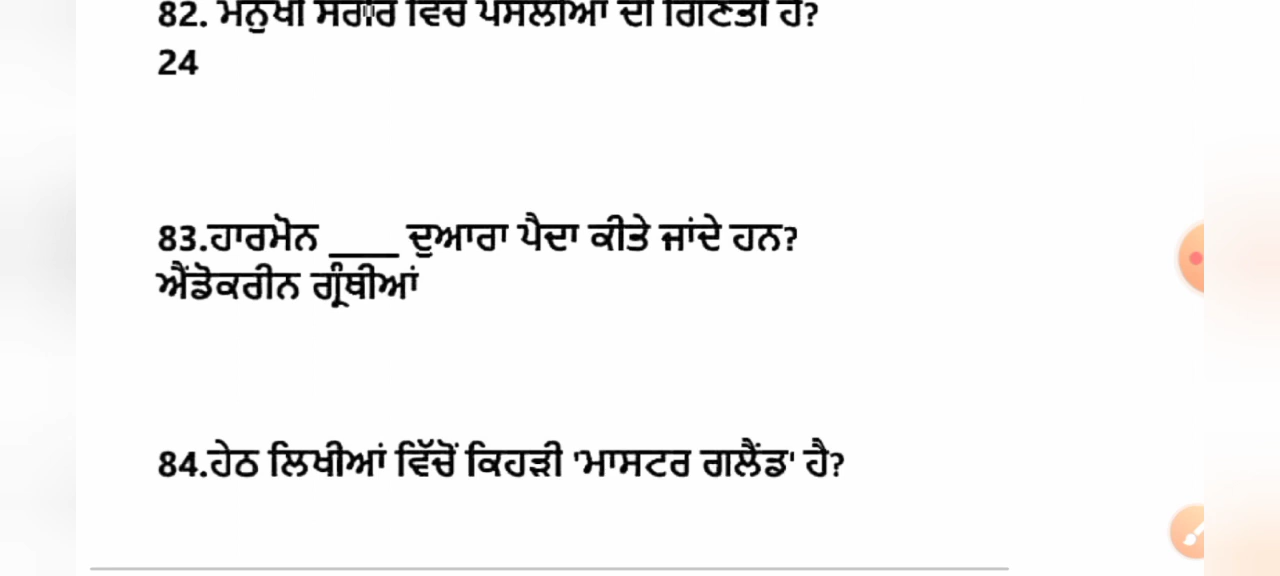 82. ਮਨੁੱਖੀ ਸਰੀਰ ਵਿੱਚ ਪਸਲੀਆਂ ਦੀ ਗਿਣਤੀ ਹੈ?
24
83.ਹਾਰਮੋਨ ____ ਦੁਆਰਾ ਪੈਦਾ ਕੀਤੇ ਜਾਂਦੇ ਹਨ?
ਐਂਡੋਕਰੀਨ ਗ੍ਰੰਥੀਆਂ
84.ਹੇਠ ਲਿਖੀਆਂ ਵਿੱਚੋਂ ਕਿਹੜੀ 'ਮਾਸਟਰ ਗਲੈਂਡ' ਹੈ?